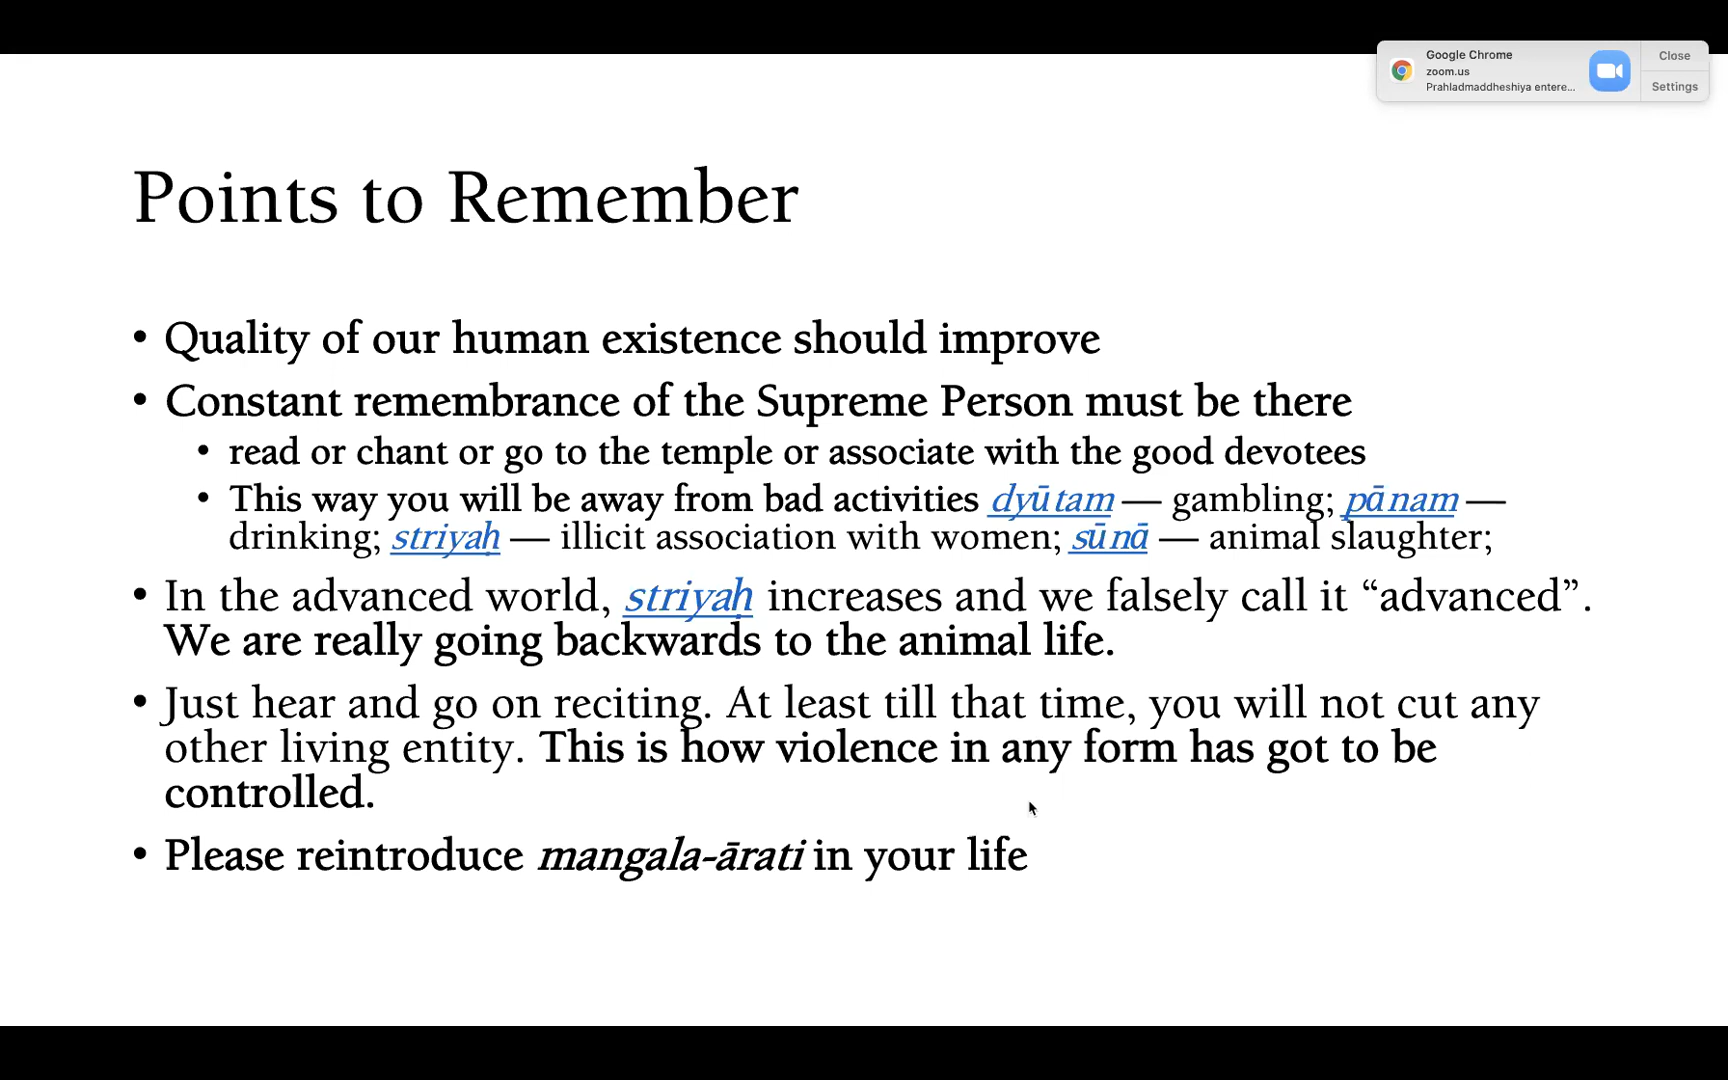 Google Chrome
zoom.us
Prahladmaddheshiya entere...
Close
Settings
Points to Remember
• Quality of our human existence should improve
• Constant remembrance of the Supreme Person must be there
• read or chant or go to the temple or associate with the good devotees
• This way you will be away from bad activities dyūtam — gambling; pānam —
drinking; striyaḥ — illicit association with women; sūnā — animal slaughter;
• In the advanced world, striyaḥ increases and we falsely call it “advanced”.
We are really going backwards to the animal life.
• Just hear and go on reciting. At least till that time, you will not cut any
other living entity. This is how violence in any form has got to be
controlled.
• Please reintroduce mangala-ārati in your life